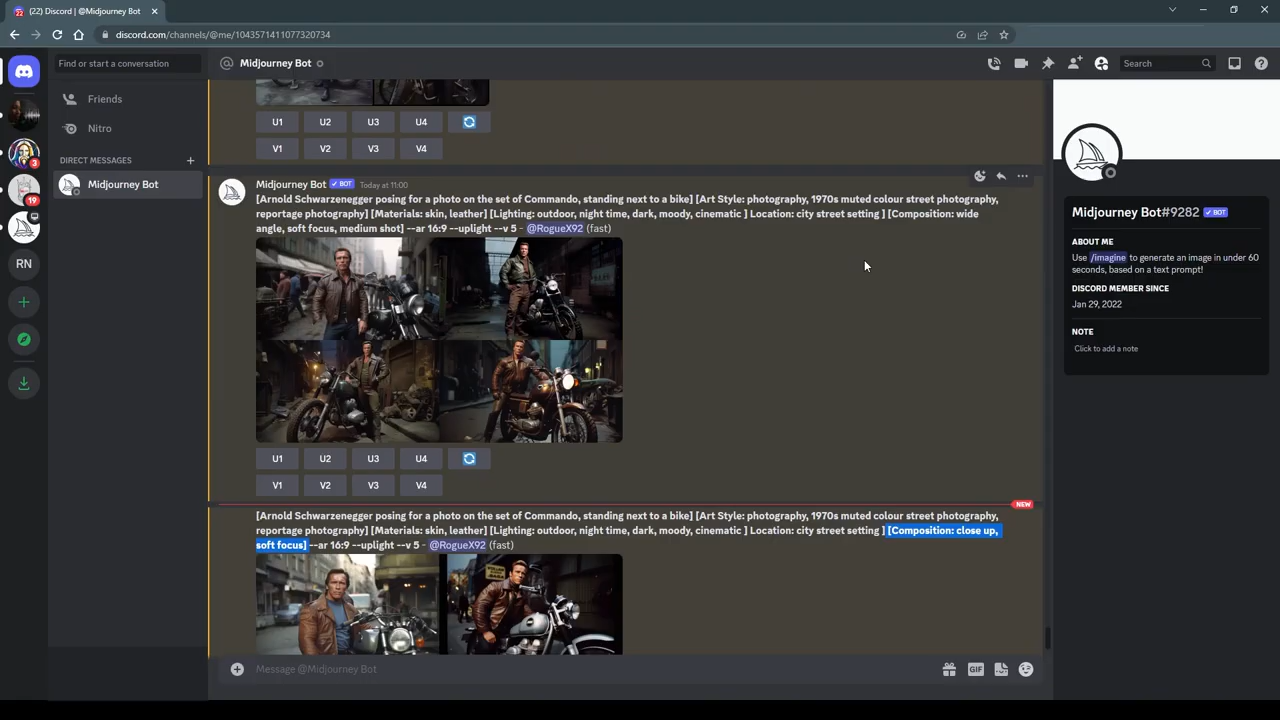 (22) Discord | @Midjourney Bot
discord.com/channels/@me/1043571411077320734
Find or start a conversation
@ Midjourney Bot
Search
Friends
Nitro
DIRECT MESSAGES
Midjourney Bot
3
19
RN
U1 U2 U3 U4
V1 V2 V3 V4
Midjourney Bot ✓ BOT Today at 11:00
[Arnold Schwarzenegger posing for a photo on the set of Commando, standing next to a bike] [Art Style: photography, 1970s muted colour street photography,
reportage photography] [Materials: skin, leather] [Lighting: outdoor, night time, dark, moody, cinematic ] Location: city street setting ] [Composition: wide
angle, soft focus, medium shot] --ar 16:9 --uplight --v 5 - @RogueX92 (fast)
U1 U2 U3 U4
V1 V2 V3 V4
NEW
[Arnold Schwarzenegger posing for a photo on the set of Commando, standing next to a bike] [Art Style: photography, 1970s muted colour street photography,
reportage photography] [Materials: skin, leather] [Lighting: outdoor, night time, dark, moody, cinematic ] Location: city street setting ] [Composition: close up,
soft focus] --ar 16:9 --uplight --v 5 - @RogueX92 (fast)
Message @Midjourney Bot
GIF
Midjourney Bot#9282 ✓ BOT
ABOUT ME
Use /imagine to generate an image in under 60
seconds, based on a text prompt!
DISCORD MEMBER SINCE
Jan 29, 2022
NOTE
Click to add a note